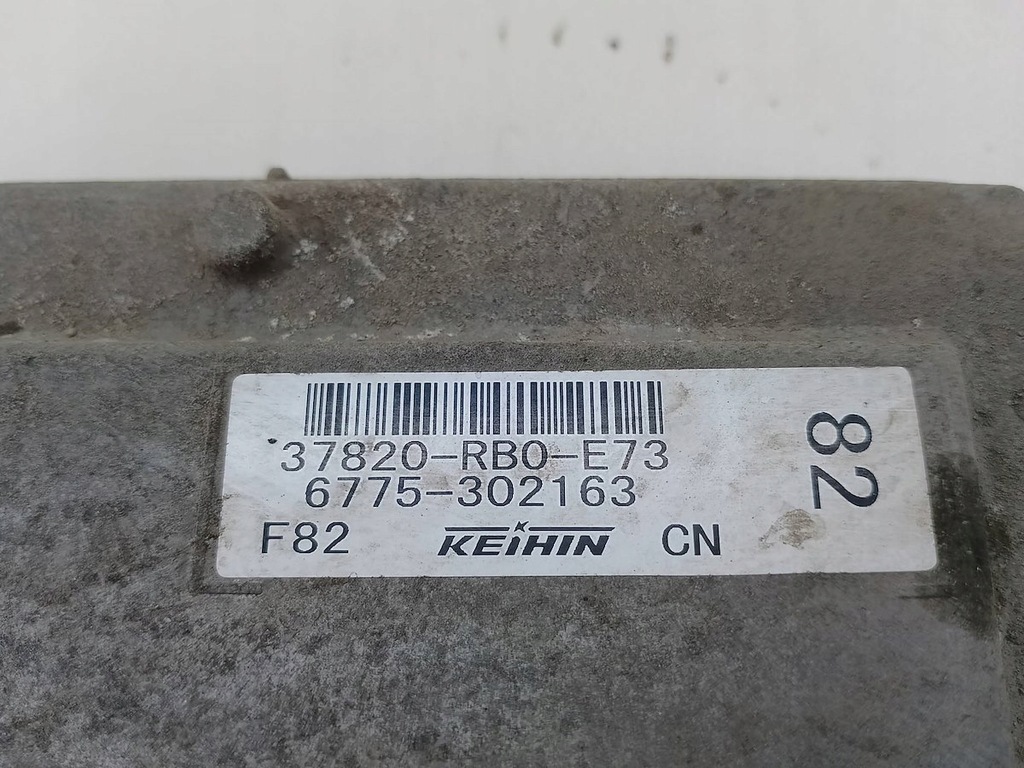 37820-RB0-E73
6775-302163
F82 KEIHIN CN
82